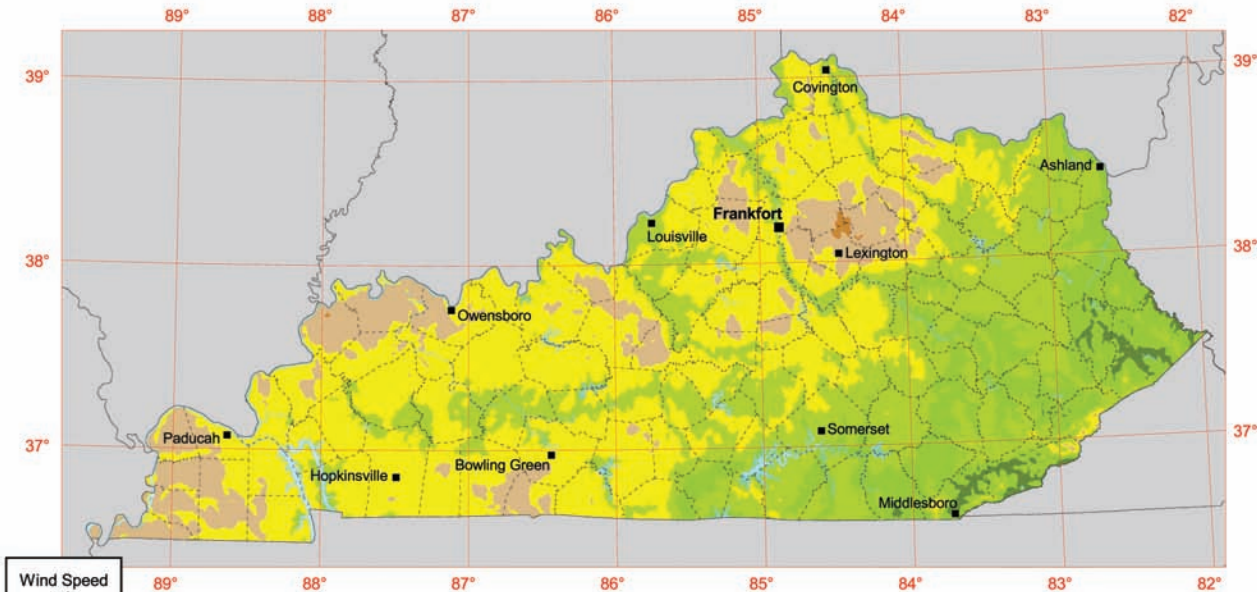 89° 88° 87° 86° 85° 84° 83° 82°
39° 39°
Covington
Ashland
Frankfort
Louisville
38° Lexington 38°
Owensboro
37° Paducah Somerset 37°
Hopkinsville Bowling Green
Middlesboro
Wind Speed
89° 88° 87° 86° 85° 84° 83° 82°